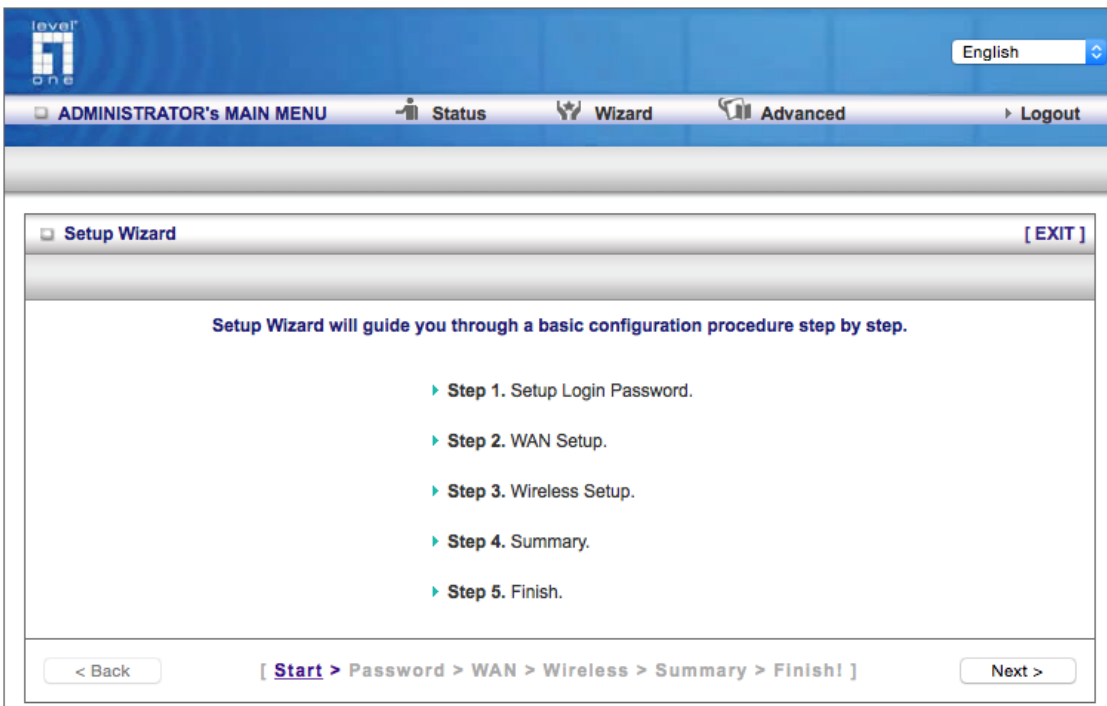 level
one
English
ADMINISTRATOR's MAIN MENU Status Wizard Advanced Logout
Setup Wizard [ EXIT ]
Setup Wizard will guide you through a basic configuration procedure step by step.
Step 1. Setup Login Password.
Step 2. WAN Setup.
Step 3. Wireless Setup.
Step 4. Summary.
Step 5. Finish.
< Back [ Start > Password > WAN > Wireless > Summary > Finish! ] Next >